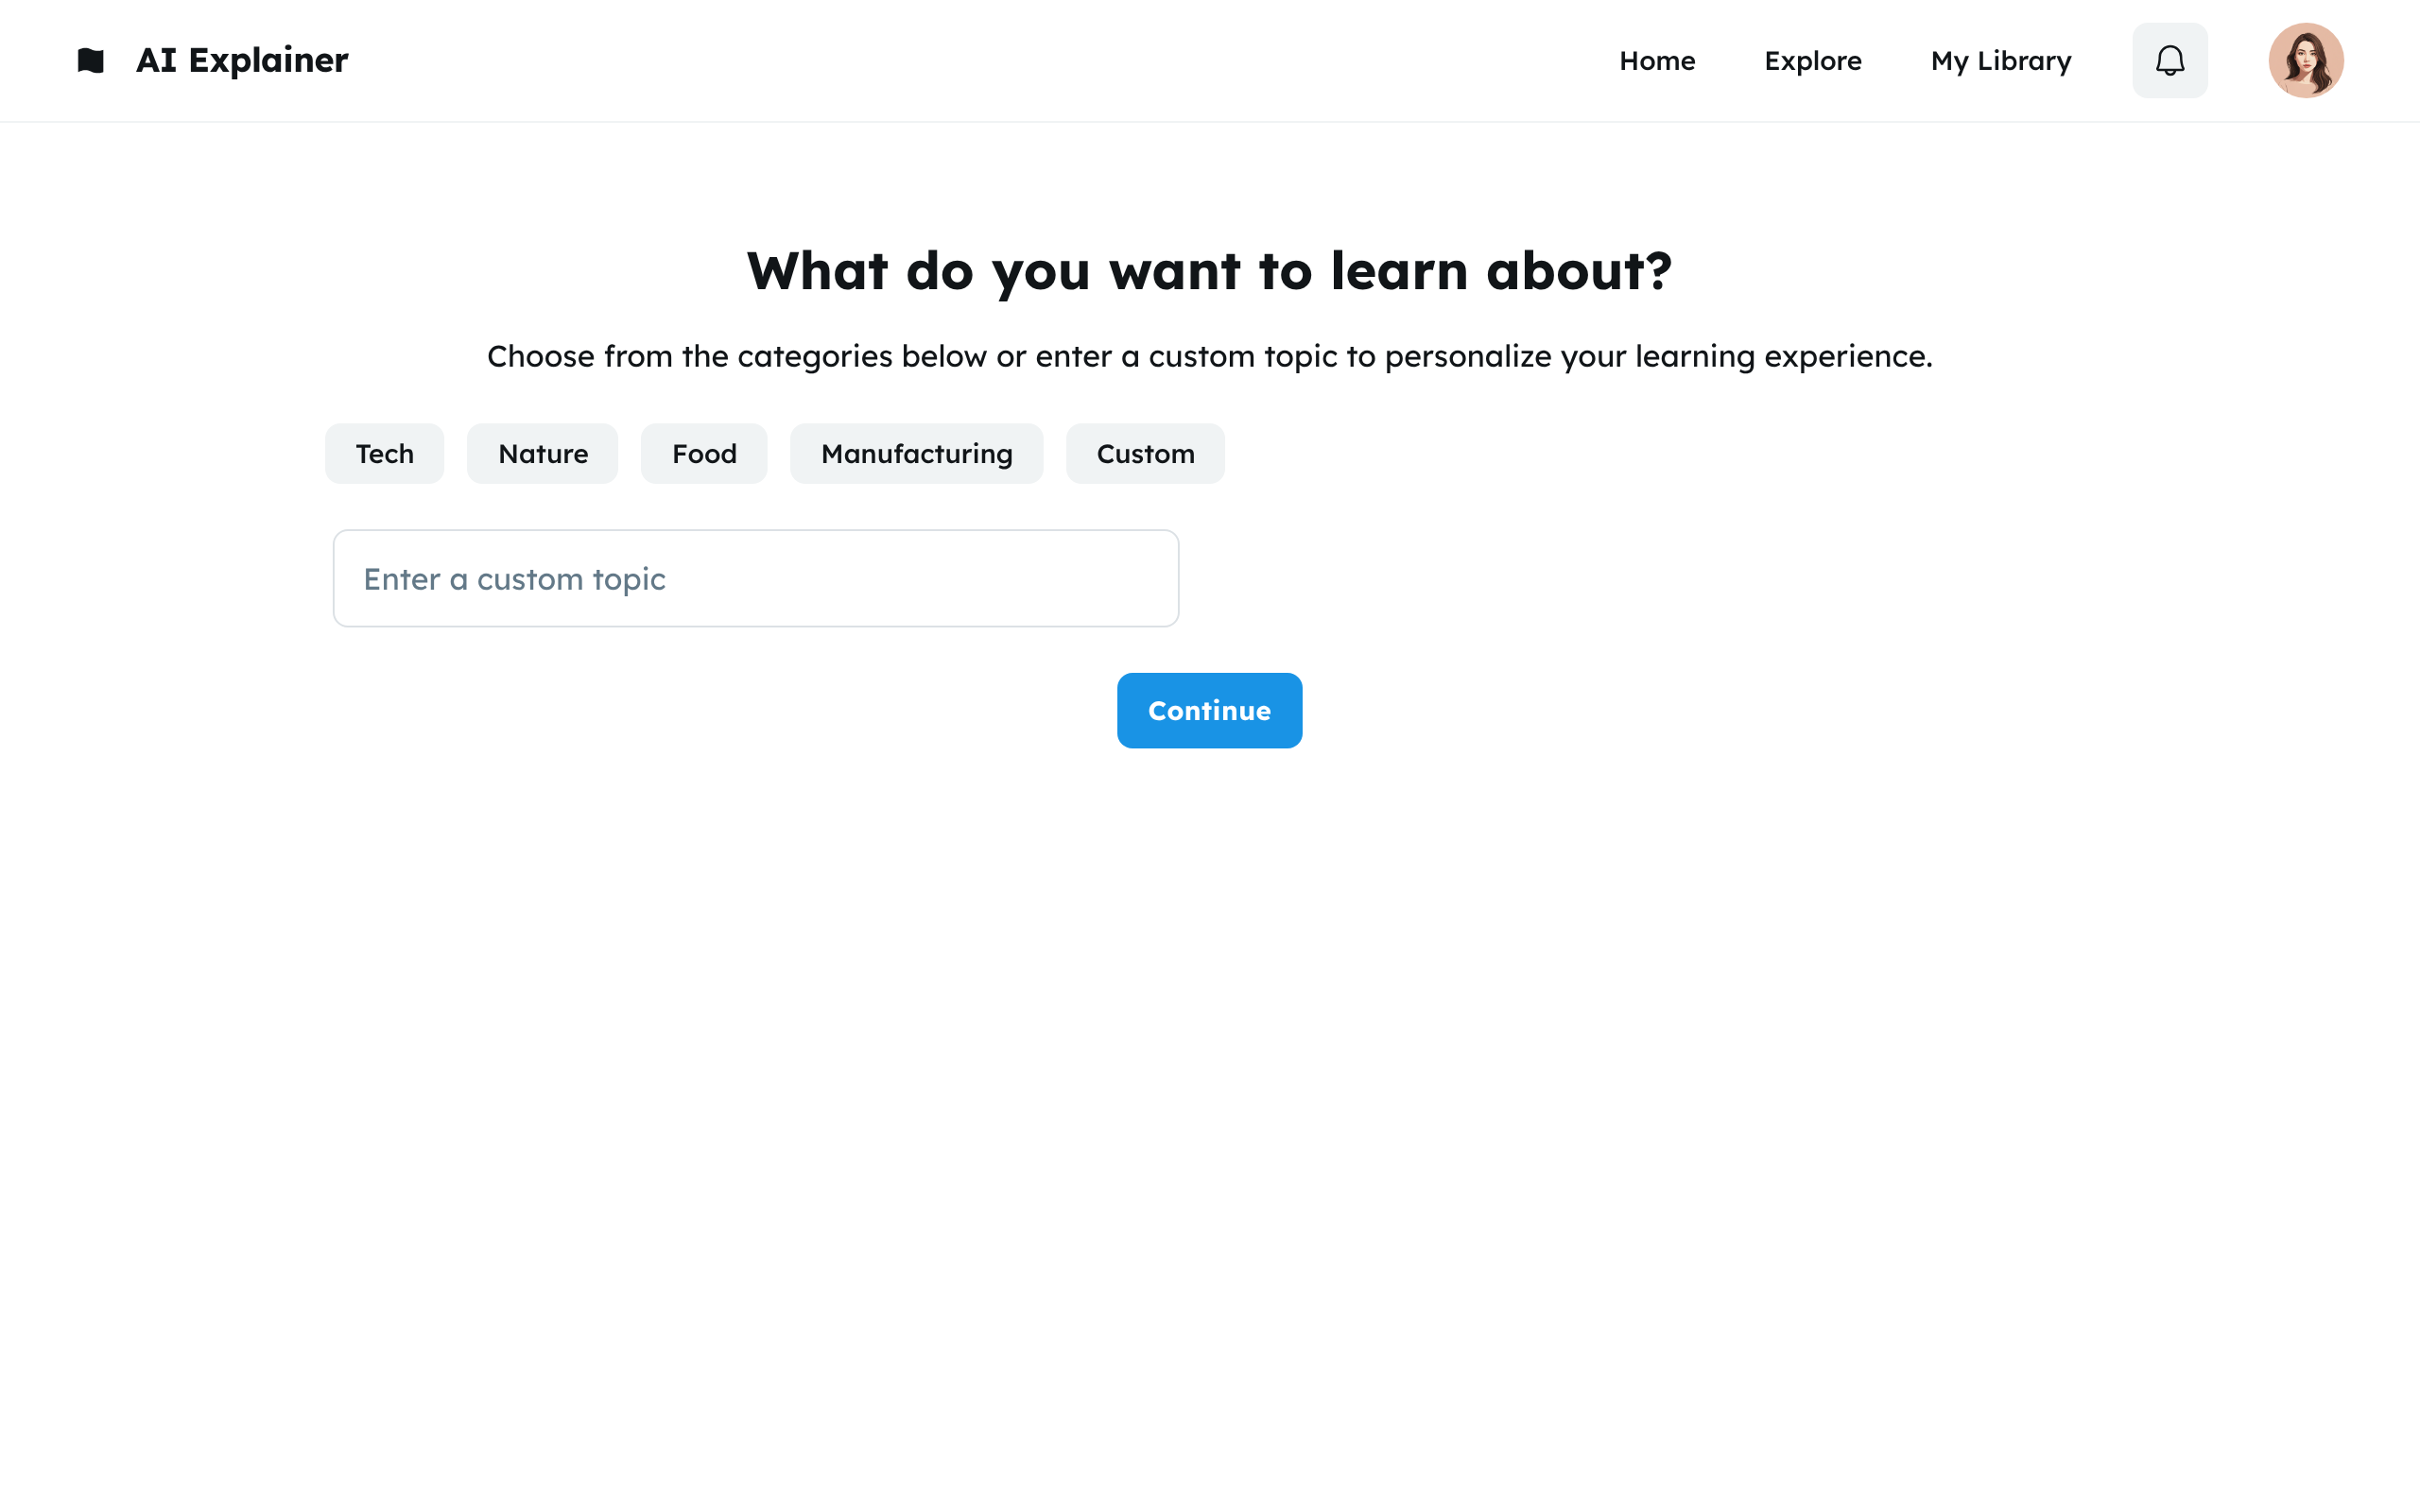 AI Explainer
Home Explore My Library
What do you want to learn about?
Choose from the categories below or enter a custom topic to personalize your learning experience.
Tech Nature Food Manufacturing Custom
Enter a custom topic
Continue